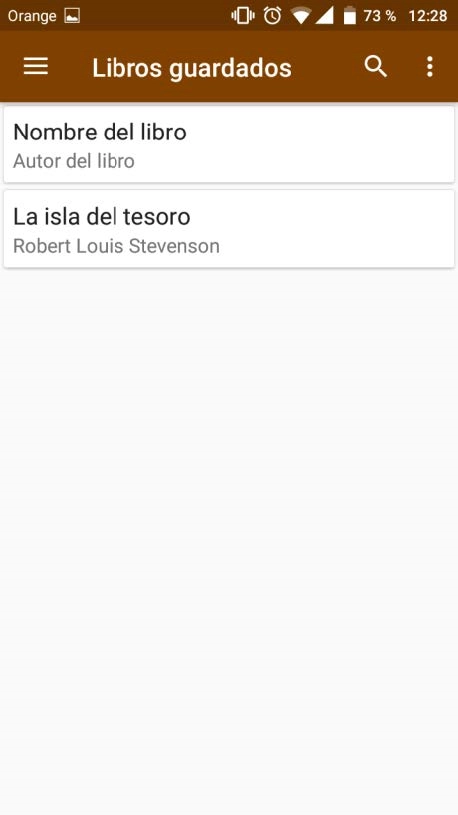 Orange 73 % 12:28
Libros guardados
Nombre del libro
Autor del libro
La isla del tesoro
Robert Louis Stevenson